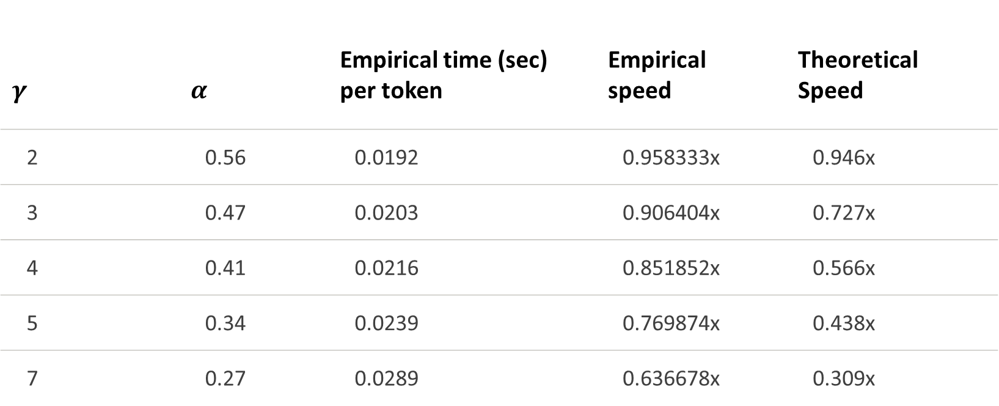 γ α Empirical time (sec) per token Empirical speed Theoretical Speed
2 0.56 0.0192 0.958333x 0.946x
3 0.47 0.0203 0.906404x 0.727x
4 0.41 0.0216 0.851852x 0.566x
5 0.34 0.0239 0.769874x 0.438x
7 0.27 0.0289 0.636678x 0.309x